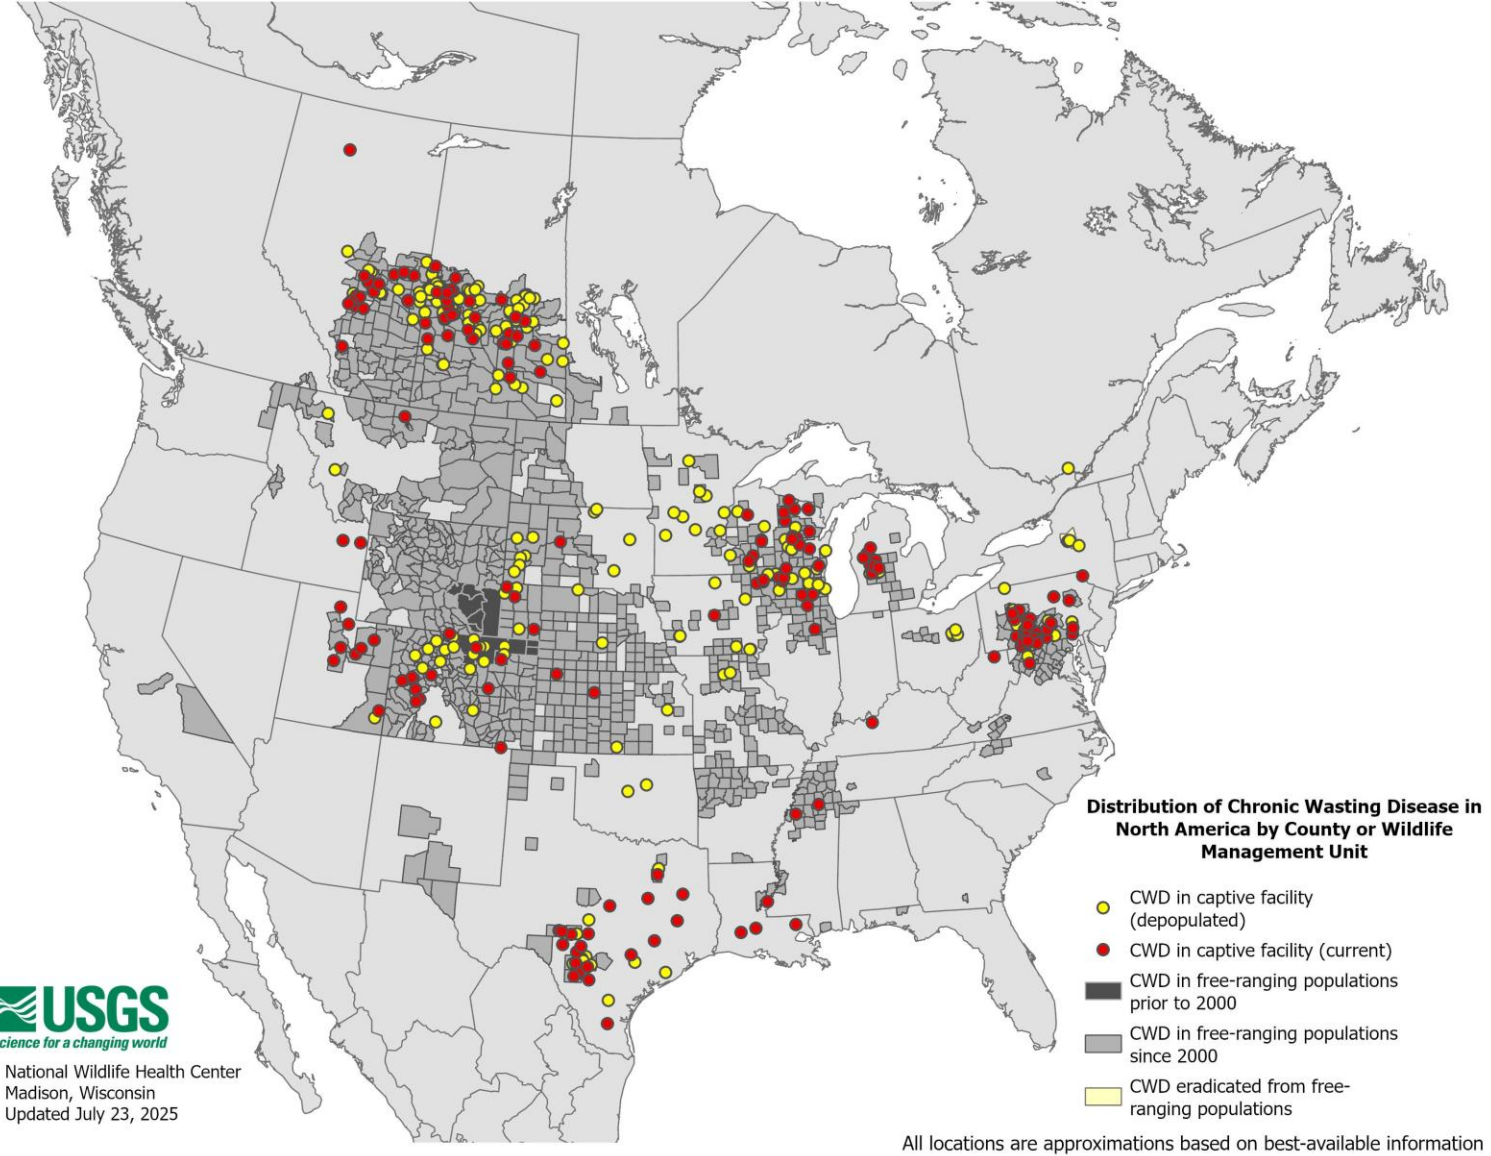 Distribution of Chronic Wasting Disease in
North America by County or Wildlife
Management Unit
CWD in captive facility
(depopulated)
CWD in captive facility (current)
CWD in free-ranging populations
prior to 2000
CWD in free-ranging populations
since 2000
CWD eradicated from free-
ranging populations
All locations are approximations based on best-available information
USGS
cience for a changing world
National Wildlife Health Center
Madison, Wisconsin
Updated July 23, 2025